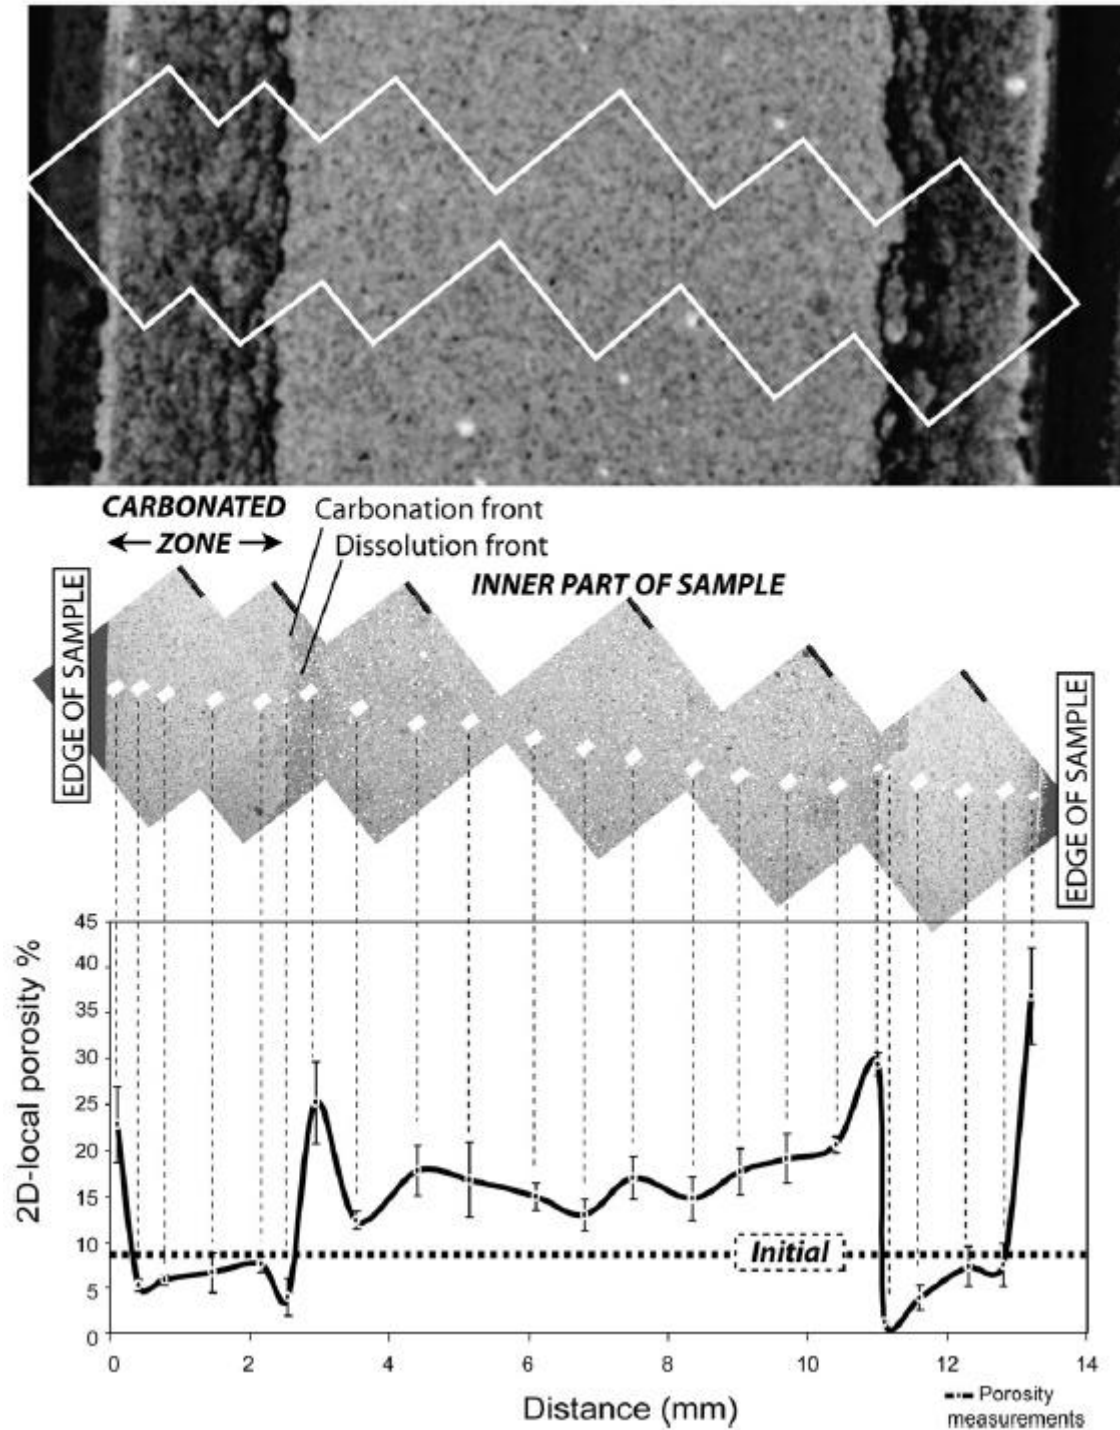 CARBONATED
ZONE
Carbonation front
Dissolution front
INNER PART OF SAMPLE
EDGE OF SAMPLE
EDGE OF SAMPLE
2D-local porosity %
45
40
35
30
25
20
15
10
5
0
Initial
0 2 4 6 8 10 12 14
Distance (mm)
Porosity
measurements